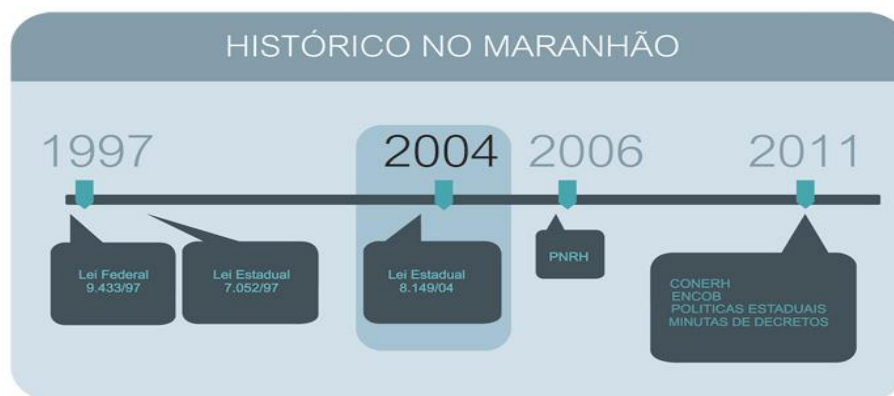 HISTÓRICO NO MARANHÃO
1997
2004
2006
2011
Lei Federal
9.433/97
Lei Estadual
7.052/97
Lei Estadual
8.149/04
PNRH
CONERH
ENCOB
POLITICAS ESTADUAIS
MINUTAS DE DECRETOS